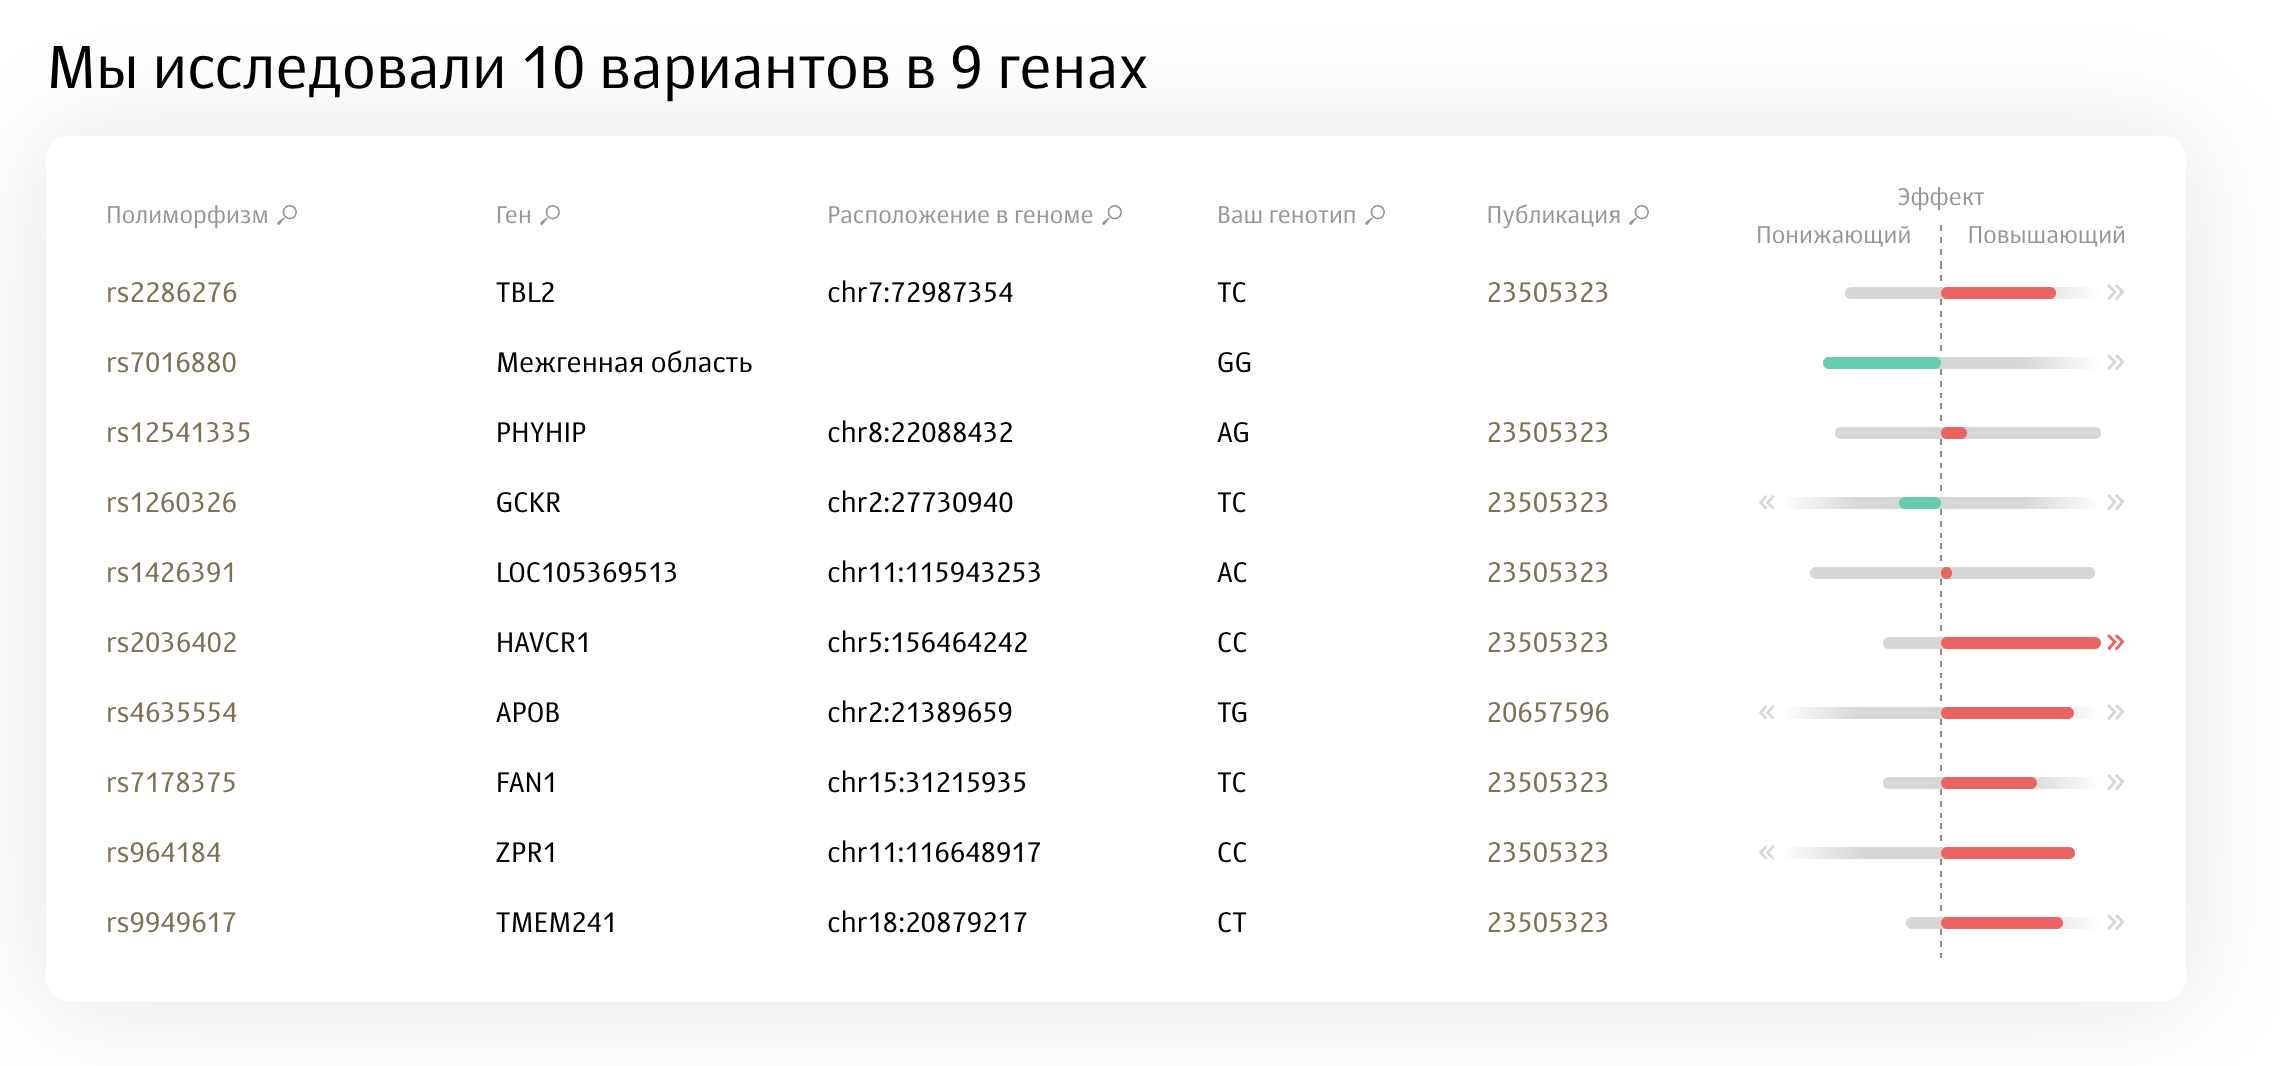 Мы исследовали 10 вариантов в 9 генах
Эффект
Полиморфизм Ген Расположение в геноме Ваш генотип Публикация
Понижающий Повышающий
rs2286276 TBL2 chr7:72987354 TC 23505323 »
rs7016880 Межгенная область GG »
rs12541335 PHYHIP chr8:22088432 AG 23505323
rs1260326 GCKR chr2:27730940 TC 23505323 « »
rs1426391 LOC105369513 chr11:115943253 AC 23505323
rs2036402 HAVCR1 chr5:156464242 CC 23505323 »
rs4635554 APOB chr2:21389659 TG 20657596 « »
rs7178375 FAN1 chr15:31215935 TC 23505323 »
rs964184 ZPR1 chr11:116648917 CC 23505323 «
rs9949617 TMEM241 chr18:20879217 CT 23505323 »